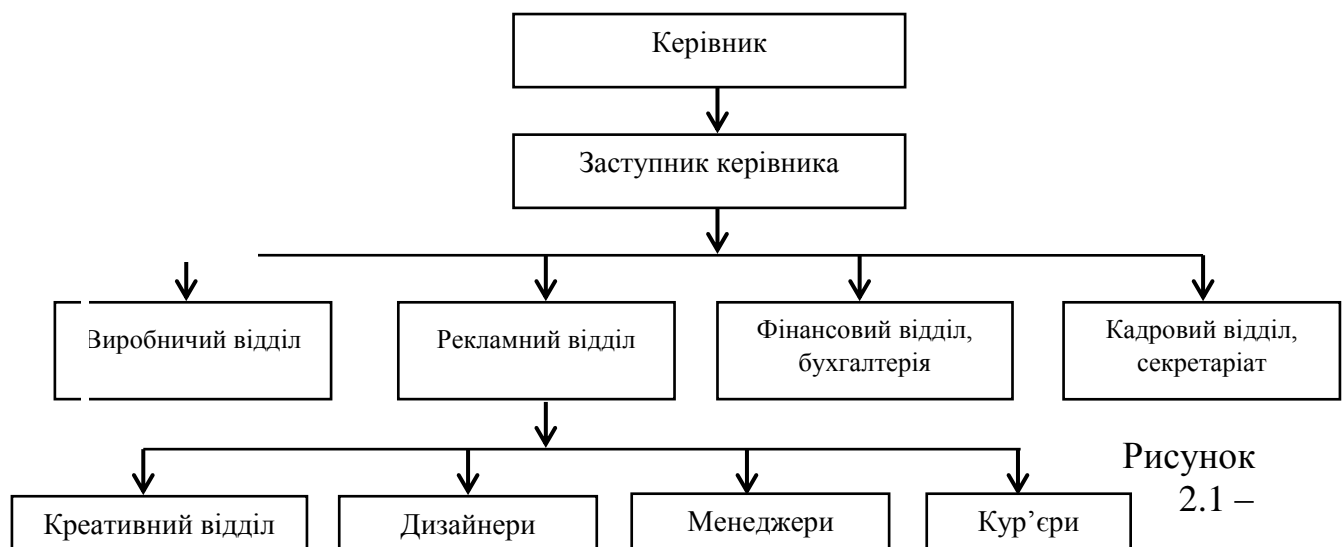 Керівник
Заступник керівника
Виробничий відділ
Рекламний відділ
Фінансовий відділ,
бухгалтерія
Кадровий відділ,
секретаріат
Рисунок
2.1 –
Креативний відділ
Дизайнери
Менеджери
Кур’єри